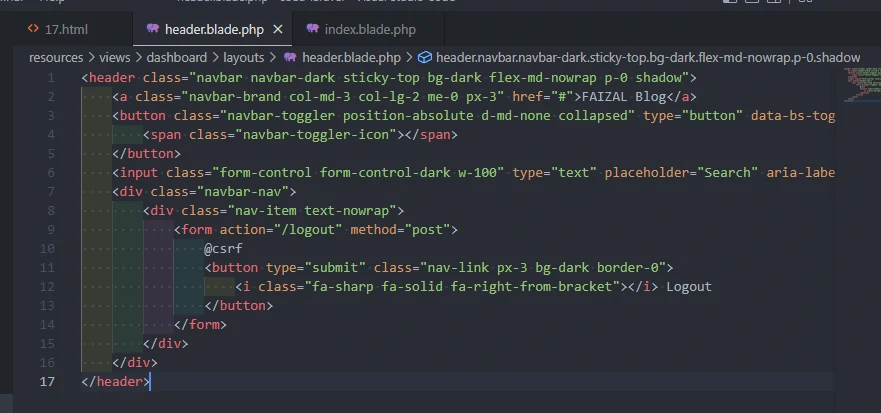 17.html header.blade.php index.blade.php
resources > views > dashboard > layouts > header.blade.php > header.navbar.navbar-dark.sticky-top.bg-dark.flex-md-nowrap.p-0.shadow
1 <header class="navbar navbar-dark sticky-top bg-dark flex-md-nowrap p-0 shadow">
2 <a class="navbar-brand col-md-3 col-lg-2 me-0 px-3" href="#">FAIZAL Blog</a>
3 <button class="navbar-toggler position-absolute d-md-none collapsed" type="button" data-bs-tog
4 <span class="navbar-toggler-icon"></span>
5 </button>
6 <input class="form-control form-control-dark w-100" type="text" placeholder="Search" aria-labe
7 <div class="navbar-nav">
8 <div class="nav-item text-nowrap">
9 <form action="/logout" method="post">
10 @csrf
11 <button type="submit" class="nav-link px-3 bg-dark border-0">
12 <i class="fa-sharp fa-solid fa-right-from-bracket"></i> Logout
13 </button>
14 </form>
15 </div>
16 </div>
17 </header>